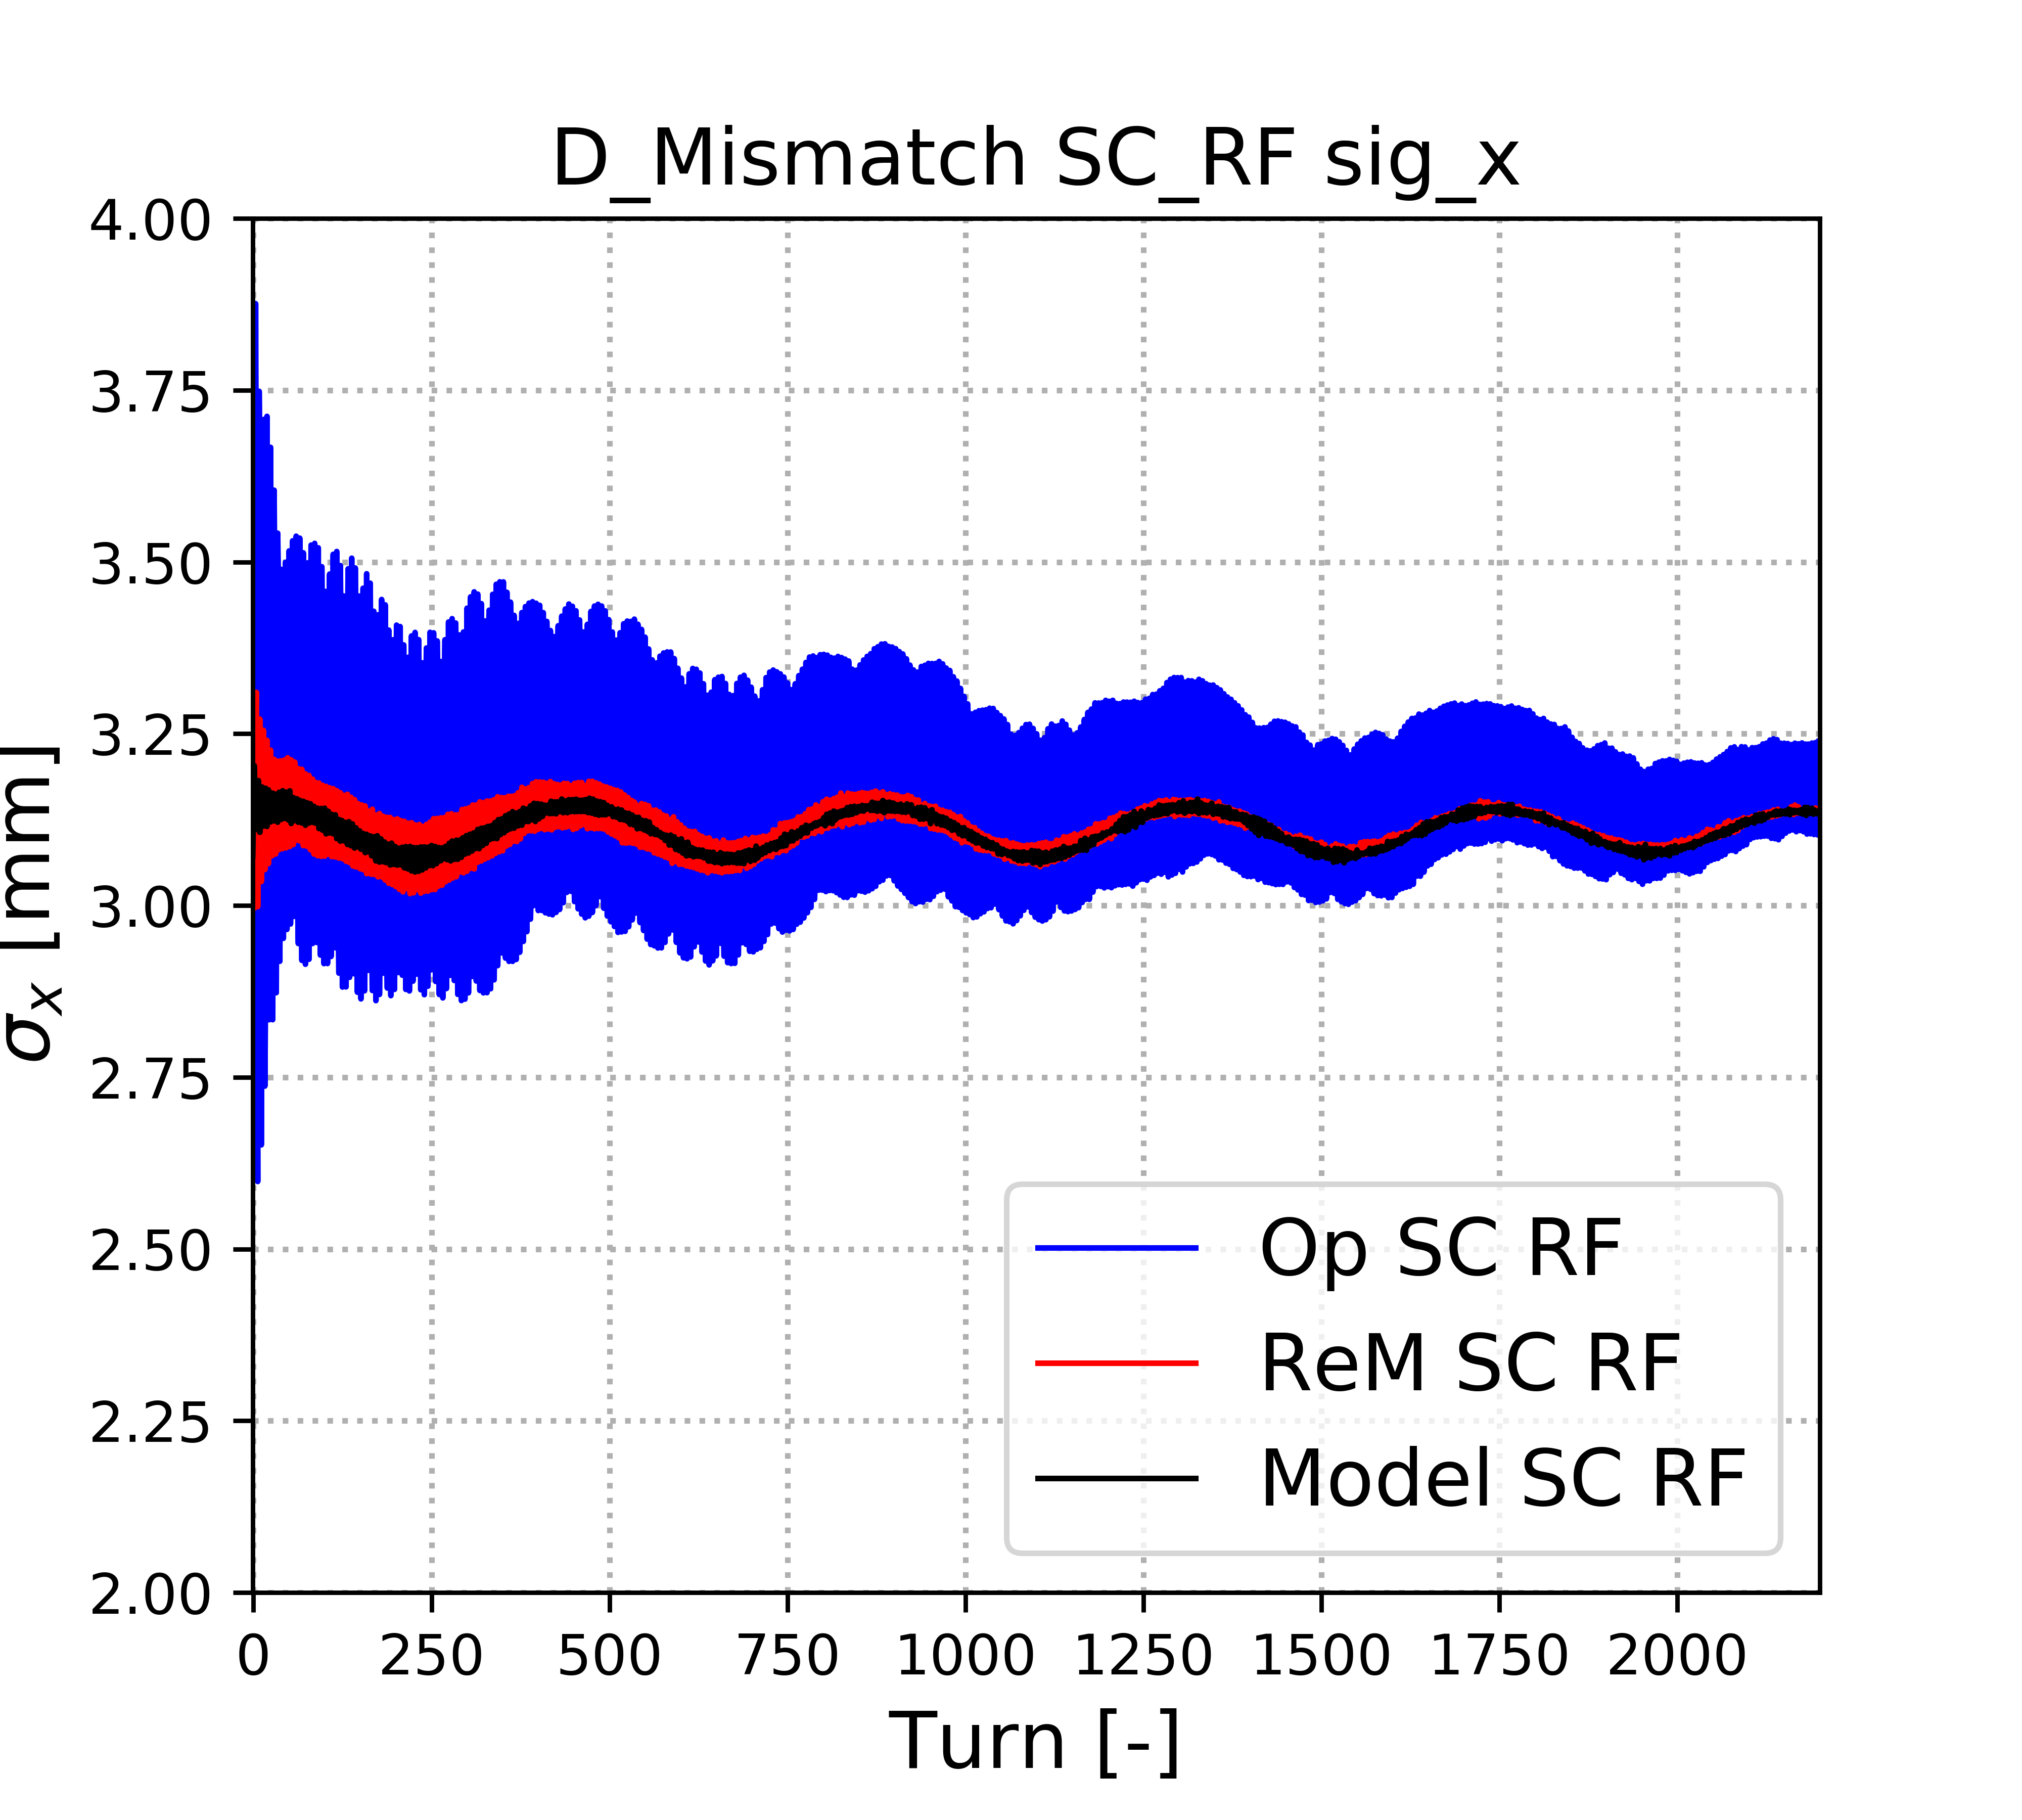 D_Mismatch SC_RF sig_x
4.00
3.75
3.50
3.25
3.00
2.75
2.50
2.25
2.00
σx [mm]
0 250 500 750 1000 1250 1500 1750 2000
Turn [-]
Op SC RF
ReM SC RF
Model SC RF